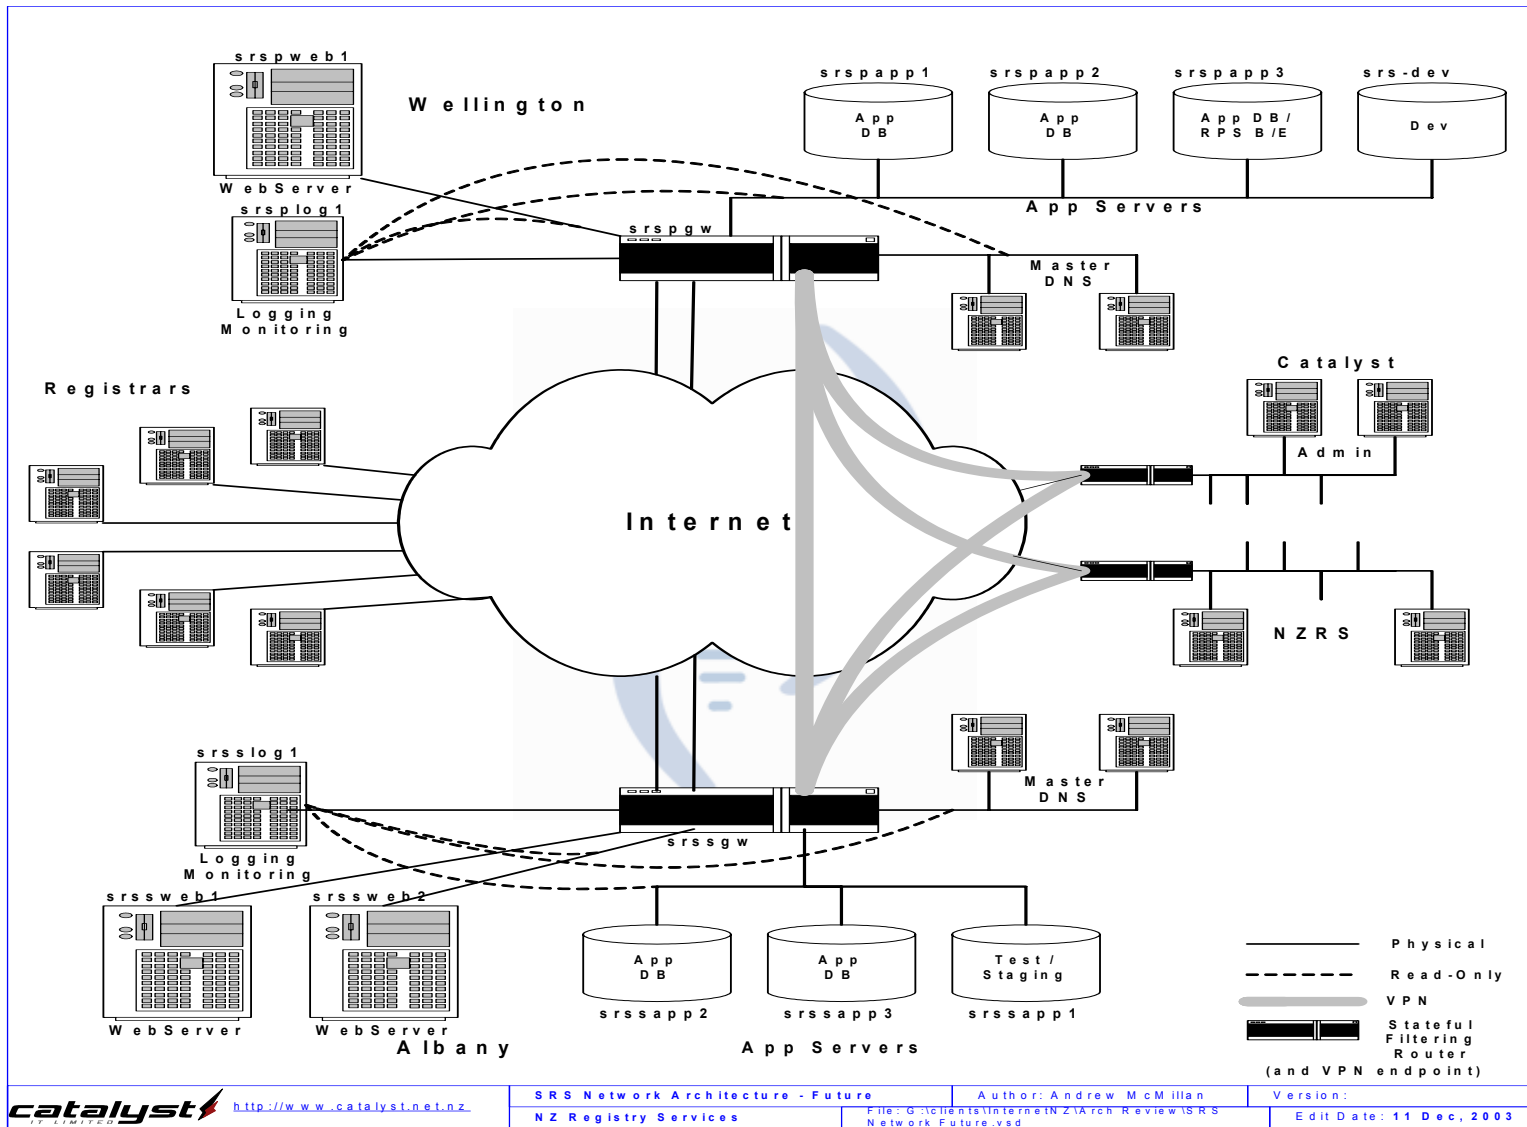 srspweb1
Wellington
WebServer
srsplog1
Logging
Monitoring
srspgw
srspapp1
App
DB
srspapp2
App
DB
srspapp3
App DB/
RPS B/E
srs-dev
Dev
App Servers
Master
DNS
Catalyst
Admin
Registrars
Internet
NZRS
srsslog1
Logging
Monitoring
srssgw
Master
DNS
srssweb1
WebServer
srssweb2
WebServer
Albany
App
DB
srssapp2
App
DB
srssapp3
Test/
Staging
srssapp1
App Servers
Physical
Read-Only
VPN
Stateful
Filtering
Router
(and VPN endpoint)
catalyst
IT LIMITED
http://www.catalyst.net.nz
SRS Network Architecture - Future
Author: Andrew McMillan
Version:
NZ Registry Services
File: G:\clients\InternetNZ\Arch Review\SRS
Network Future.vsd
Edit Date: 11 Dec, 2003